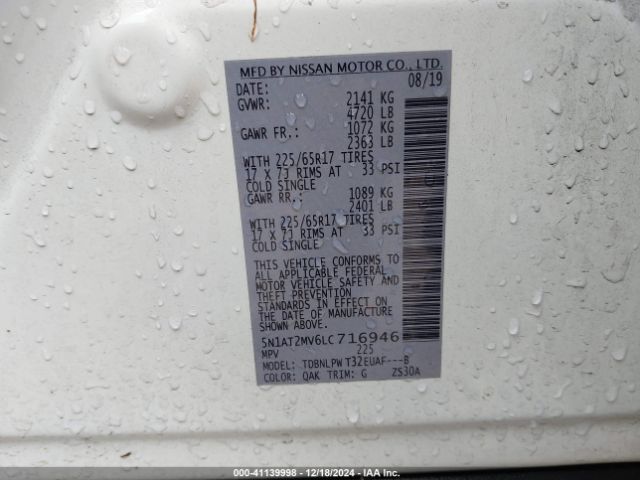 MFD BY NISSAN MOTOR CO., LTD.
DATE: 08/19
GVWR: 2141 KG
4720 LB
GAWR FR.: 1072 KG
2363 LB
WITH 225/65R17 TIRES
17 X 7J RIMS AT 33 PSI
COLD SINGLE
GAWR RR.: 1089 KG
2401 LB
WITH 225/65R17 TIRES
17 X 7J RIMS AT 33 PSI
COLD SINGLE
THIS VEHICLE CONFORMS TO
ALL APPLICABLE FEDERAL
MOTOR VEHICLE SAFETY AND
THEFT PREVENTION
STANDARDS IN EFFECT ON
THE DATE OF MANUFACTURE
SHOWN ABOVE.
5N1AT2MV6LC716946
MPV 225
MODEL: TDBNLPW T32EUAF---B
COLOR: QAK TRIM: G ZS30A
000-41139998 | 12/18/2024 - IAA Inc. |